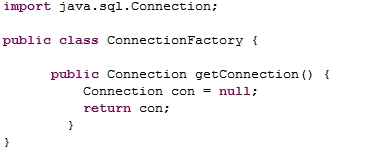 import java.sql.Connection;
public class ConnectionFactory {
public Connection getConnection() {
Connection con = null;
return con;
}
}